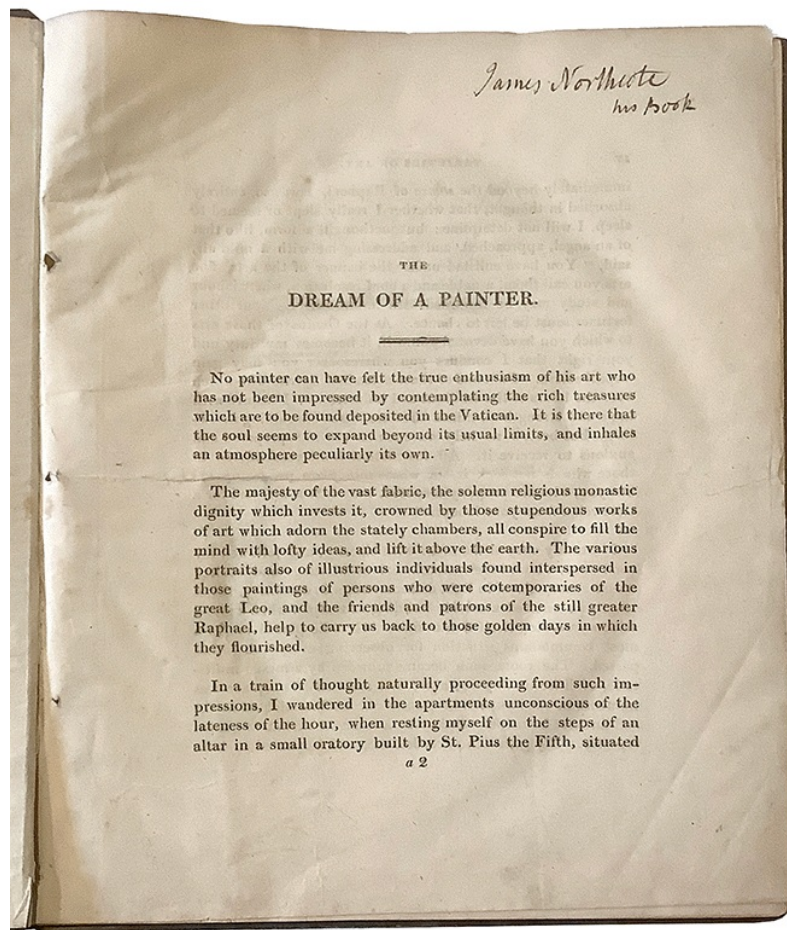 James Northcote
his Book
THE
DREAM OF A PAINTER.
No painter can have felt the true enthusiasm of his art who
has not been impressed by contemplating the rich treasures
which are to be found deposited in the Vatican. It is there that
the soul seems to expand beyond its usual limits, and inhales
an atmosphere peculiarly its own.
The majesty of the vast fabric, the solemn religious monastic
dignity which invests it, crowned by those stupendous works
of art which adorn the stately chambers, all conspire to fill the
mind with lofty ideas, and lift it above the earth. The various
portraits also of illustrious individuals found interspersed in
those paintings of persons who were cotemporaries of the
great Leo, and the friends and patrons of the still greater
Raphael, help to carry us back to those golden days in which
they flourished.
In a train of thought naturally proceeding from such im-
pressions, I wandered in the apartments unconscious of the
lateness of the hour, when resting myself on the steps of an
altar in a small oratory built by St. Pius the Fifth, situated
a 2